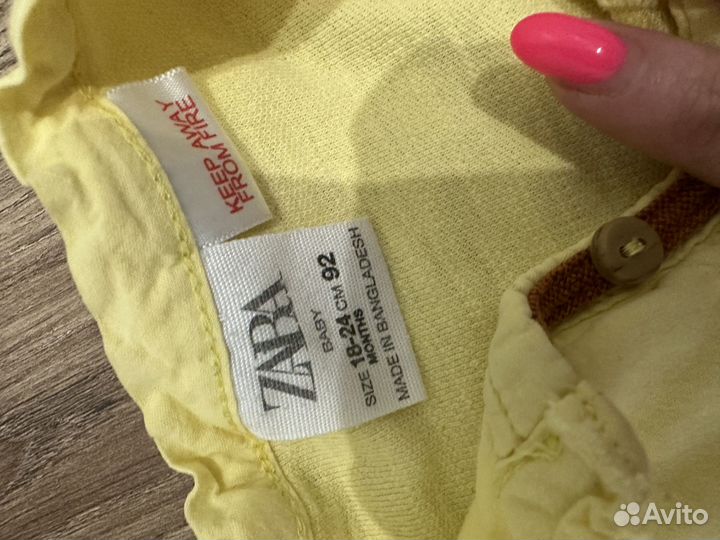 KEEP AWAY
FROM FIRE
ZARA
BABY
SIZE 18-24 CM 92
MONTHS
MADE IN BANGLADESH
Avito